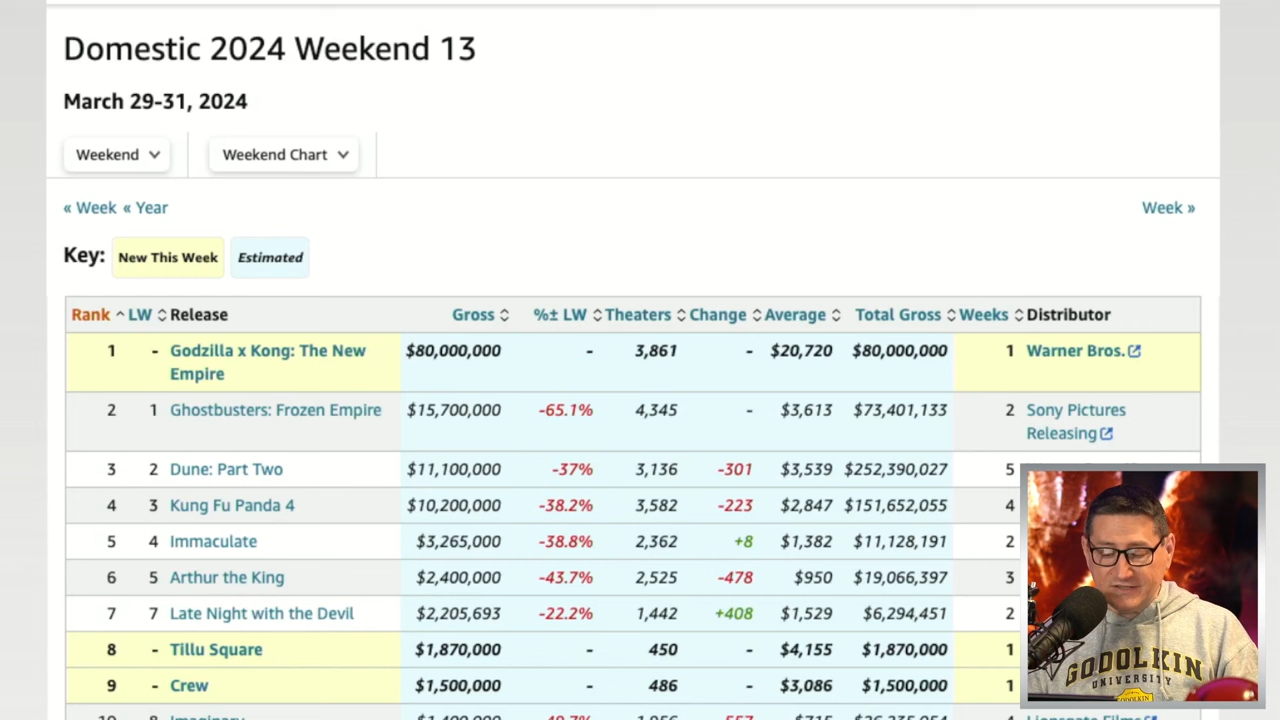 Domestic 2024 Weekend 13
March 29-31, 2024
Weekend Weekend Chart
« Week « Year Week »
Key: New This Week Estimated
Rank LW Release Gross %± LW Theaters Change Average Total Gross Weeks Distributor
1 - Godzilla x Kong: The New $80,000,000 - 3,861 - $20,720 $80,000,000 1 Warner Bros.
Empire
2 1 Ghostbusters: Frozen Empire $15,700,000 -65.1% 4,345 - $3,613 $73,401,133 2 Sony Pictures
Releasing
3 2 Dune: Part Two $11,100,000 -37% 3,136 -301 $3,539 $252,390,027 5
4 3 Kung Fu Panda 4 $10,200,000 -38.2% 3,582 -223 $2,847 $151,652,055 4
5 4 Immaculate $3,265,000 -38.8% 2,362 +8 $1,382 $11,128,191 2
6 5 Arthur the King $2,400,000 -43.7% 2,525 -478 $950 $19,066,397 3
7 7 Late Night with the Devil $2,205,693 -22.2% 1,442 +408 $1,529 $6,294,451 2
8 - Tillu Square $1,870,000 - 450 - $4,155 $1,870,000 1
9 - Crew $1,500,000 - 486 - $3,086 $1,500,000 1
GODOLKIN
UNIVERSITY